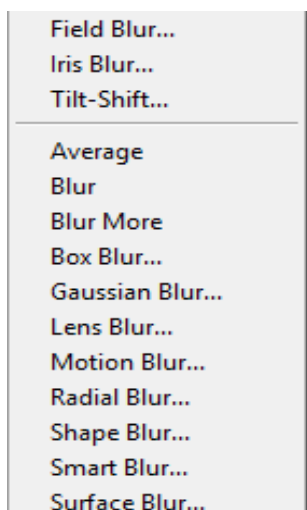 Field Blur...
Iris Blur...
Tilt-Shift...
Average
Blur
Blur More
Box Blur...
Gaussian Blur...
Lens Blur...
Motion Blur...
Radial Blur...
Shape Blur...
Smart Blur...
Surface Blur...